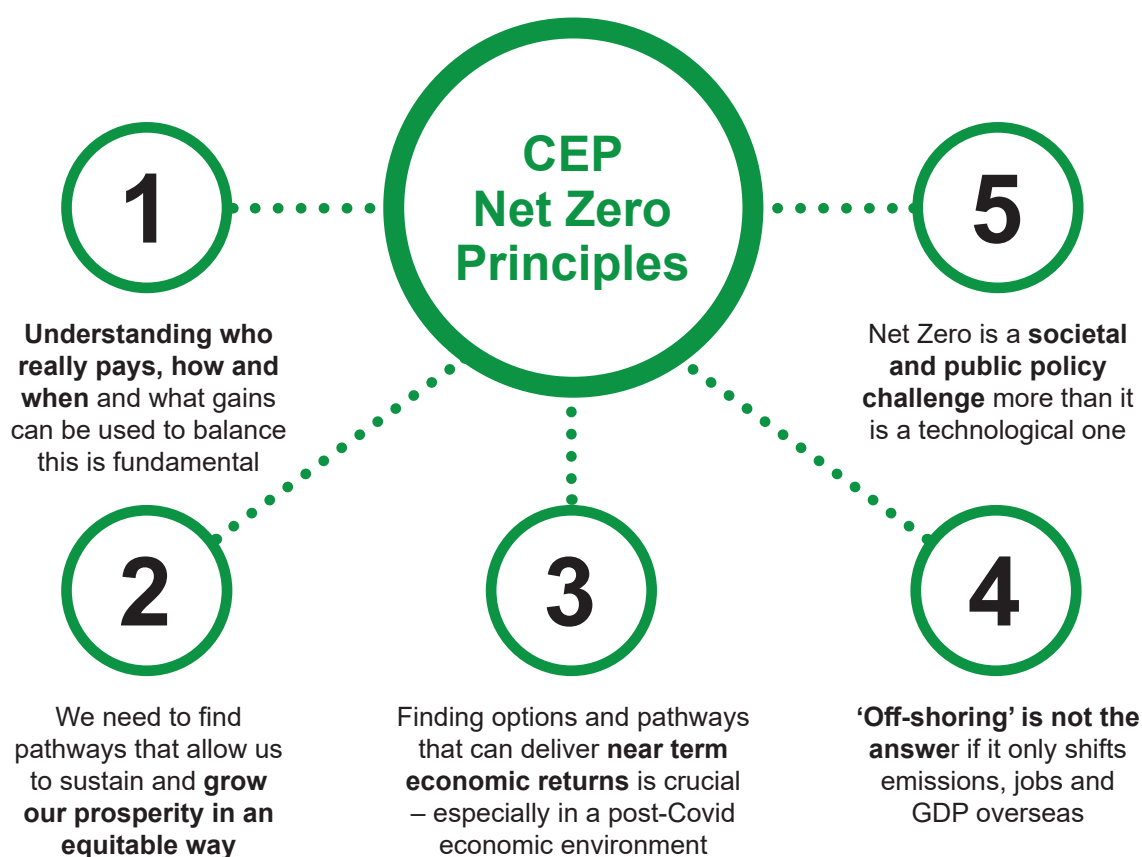 CEP
Net Zero
Principles
1
Understanding who
really pays, how and
when and what gains
can be used to balance
this is fundamental
2
We need to find
pathways that allow us
to sustain and grow
our prosperity in an
equitable way
3
Finding options and pathways
that can deliver near term
economic returns is crucial
– especially in a post-Covid
economic environment
4
‘Off-shoring’ is not the
answer if it only shifts
emissions, jobs and
GDP overseas
5
Net Zero is a societal
and public policy
challenge more than it
is a technological one